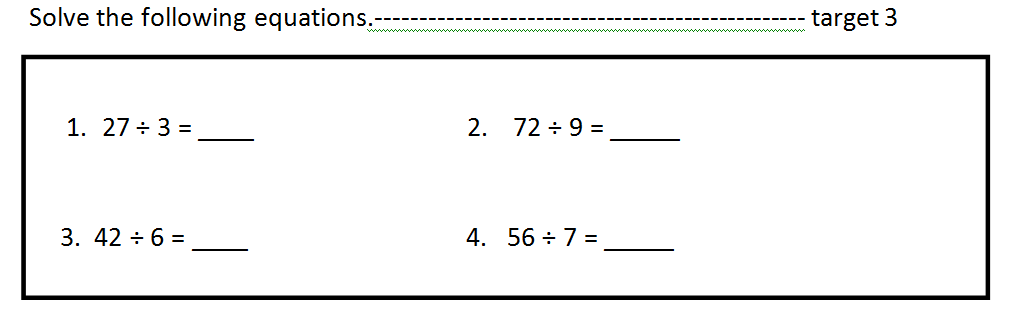 Solve the following equations.------------------------------------------------ target 3
1. 27 ÷ 3 = ____ 2. 72 ÷ 9 = _____
3. 42 ÷ 6 = ____ 4. 56 ÷ 7 = _____